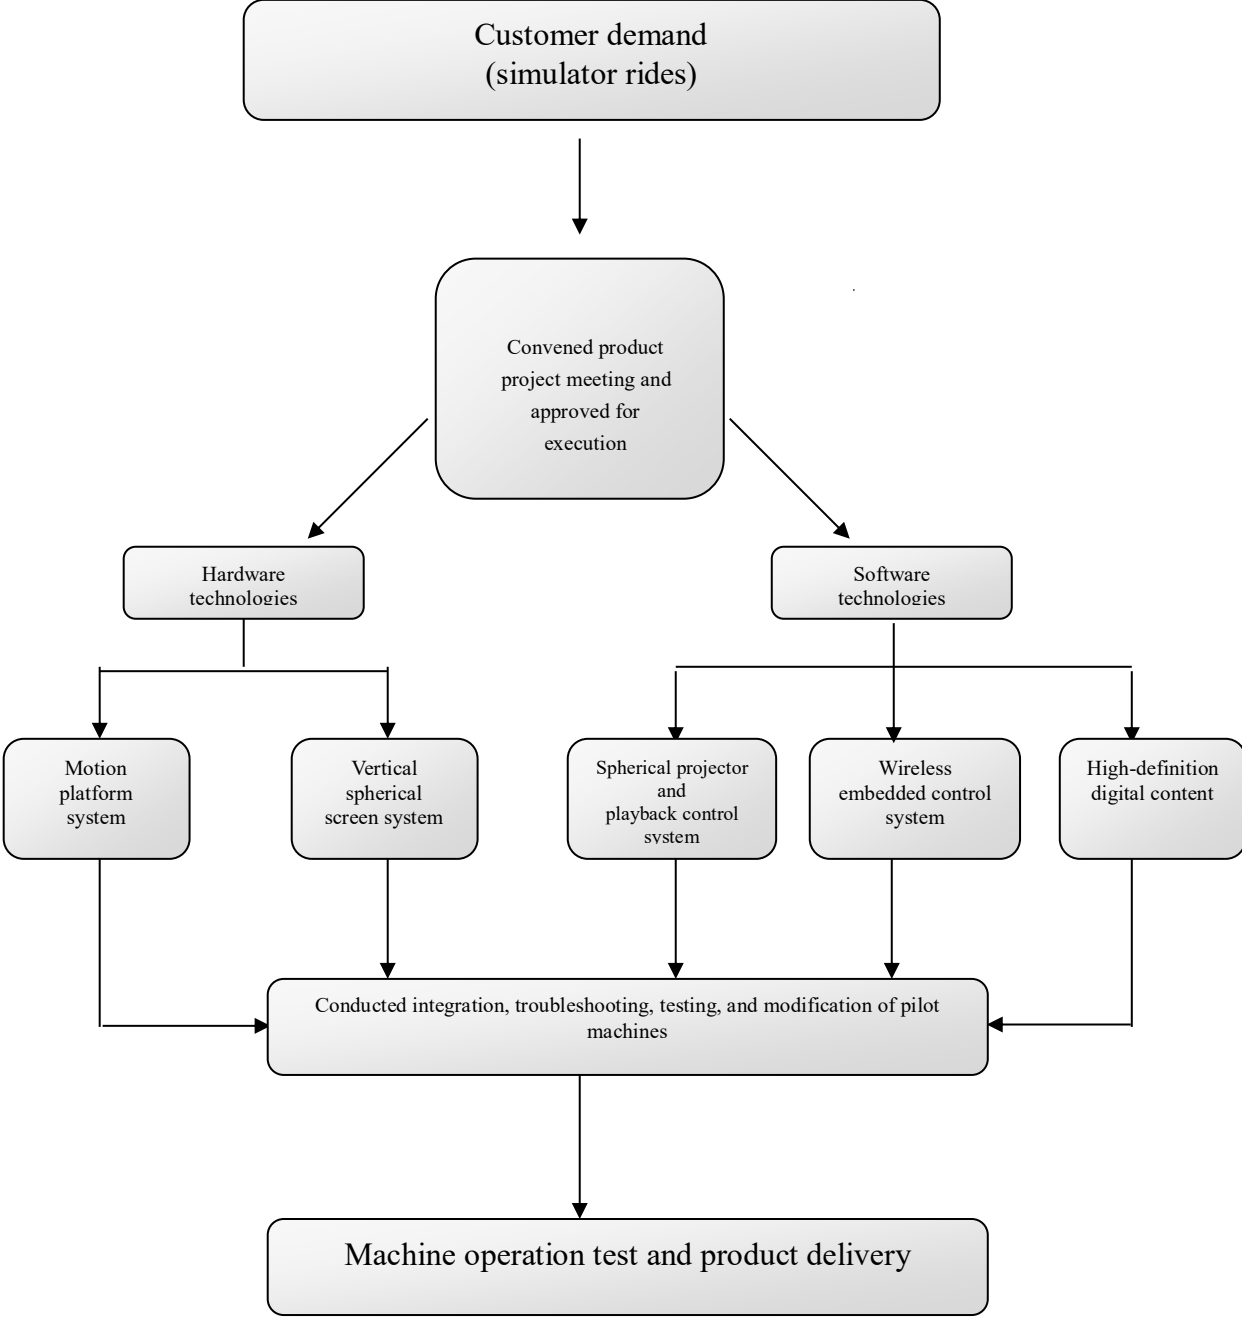 Customer demand
(simulator rides)
Convened product
project meeting and
approved for
execution
Hardware
technologies
Software
technologies
Motion
platform
system
Vertical
spherical
screen system
Spherical projector
and
playback control
system
Wireless
embedded control
system
High-definition
digital content
Conducted integration, troubleshooting, testing, and modification of pilot
machines
Machine operation test and product delivery